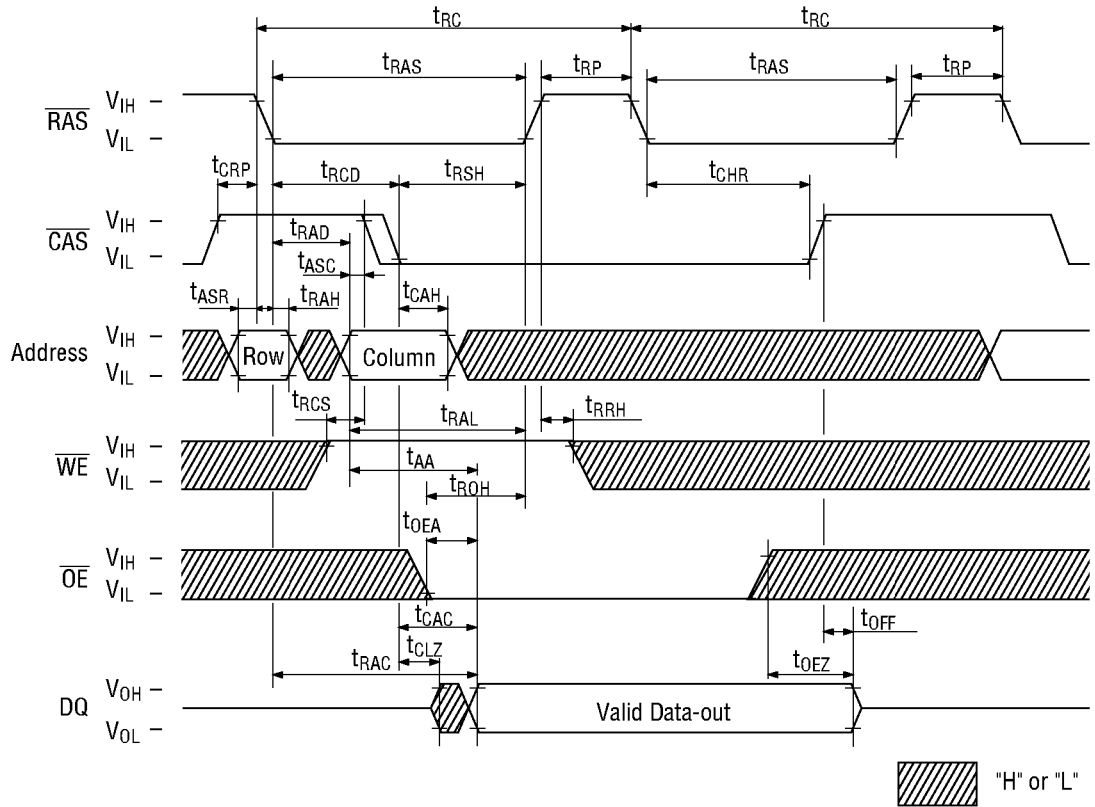 tRC tRC
tRAS tRP tRAS tRP
RAS VIH
VIL
tCRP tRCD tRSH tCHR
CAS VIH
VIL
tRAD
tASC
tASR tRAH tCAH
Address VIH
VIL
Row Column
tRCS tRAL tRRH
WE VIH
VIL
tAA
tROH
tOEA
OE VIH
VIL
tCAC tOFF
tCLZ
tRAC tOEZ
DQ VOH
VOL
Valid Data-out
"H" or "L"